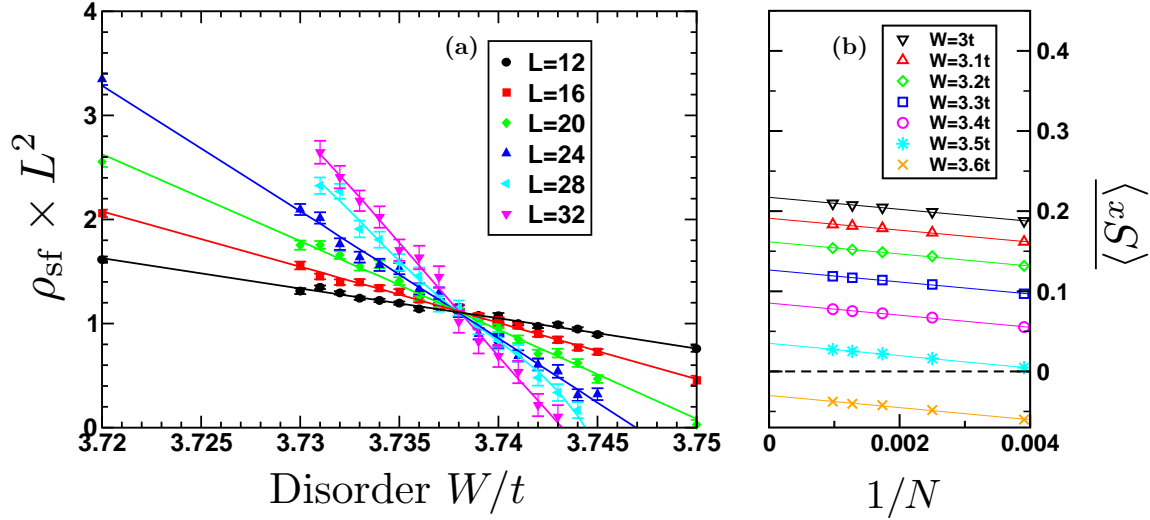 (a)
L=12
L=16
L=20
L=24
L=28
L=32
4
3
2
1
0
3.72
3.725
3.73
3.735
3.74
3.745
3.75
ρsf × L²
Disorder W/t
(b)
W=3t
W=3.1t
W=3.2t
W=3.3t
W=3.4t
W=3.5t
W=3.6t
0.4
0.3
0.2
0.1
0
0
0.002
0.004
⟨Sˣ⟩
1/N